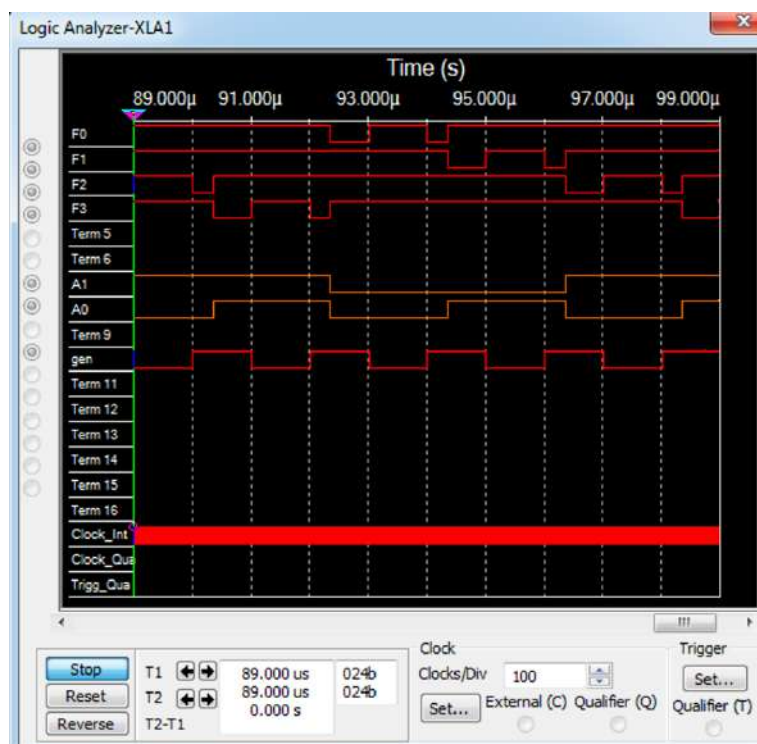 Logic Analyzer-XLA1
Time (s)
89.000µ 91.000µ 93.000µ 95.000µ 97.000µ 99.000µ
F0
F1
F2
F3
Term 5
Term 6
A1
A0
Term 9
gen
Term 11
Term 12
Term 13
Term 14
Term 15
Term 16
Clock_Int
Clock_Qua
Trigg_Qua
Stop
Reset
Reverse
T1 89.000 us 024b
T2 89.000 us 024b
T2-T1 0.000 s
Clock
Clocks/Div 100
Set... External (C) Qualifier (Q)
Trigger
Set...
Qualifier (T)